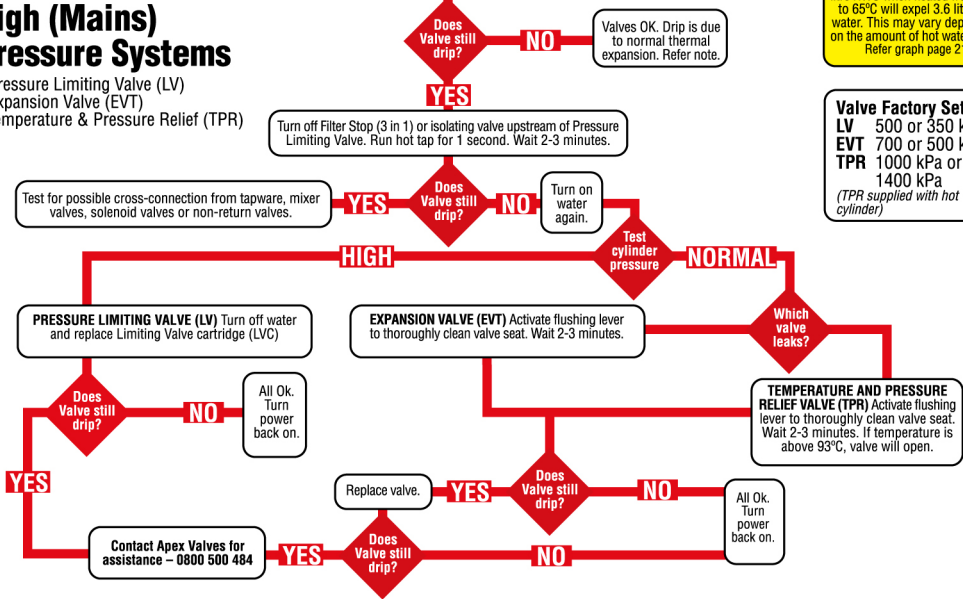 igh (Mains)
ressure Systems
ressure Limiting Valve (LV)
xpansion Valve (EVT)
emperature & Pressure Relief (TPR)
Does
Valve still
drip?
NO
Valves OK. Drip is due
to normal thermal
expansion. Refer note.
to 65ºC will expel 3.6 lit
water. This may vary dep
on the amount of hot wate
Refer graph page 2
YES
Turn off Filter Stop (3 in 1) or isolating valve upstream of Pressure
Limiting Valve. Run hot tap for 1 second. Wait 2-3 minutes.
Valve Factory Set
LV 500 or 350 k
EVT 700 or 500 k
TPR 1000 kPa or
1400 kPa
(TPR supplied with hot
cylinder)
Test for possible cross-connection from tapware, mixer
valves, solenoid valves or non-return valves.
YES
Does
Valve still
drip?
NO
Turn on
water
again.
Test
cylinder
pressure
HIGH
NORMAL
PRESSURE LIMITING VALVE (LV) Turn off water
and replace Limiting Valve cartridge (LVC)
EXPANSION VALVE (EVT) Activate flushing lever
to thoroughly clean valve seat. Wait 2-3 minutes.
Which
valve
leaks?
Does
Valve still
drip?
NO
All Ok.
Turn
power
back on.
TEMPERATURE AND PRESSURE
RELIEF VALVE (TPR) Activate flushing
lever to thoroughly clean valve seat.
Wait 2-3 minutes. If temperature is
above 93ºC, valve will open.
YES
Replace valve.
YES
Does
Valve still
drip?
NO
All Ok.
Turn
power
back on.
Contact Apex Valves for
assistance – 0800 500 484
YES
Does
Valve still
drip?
NO